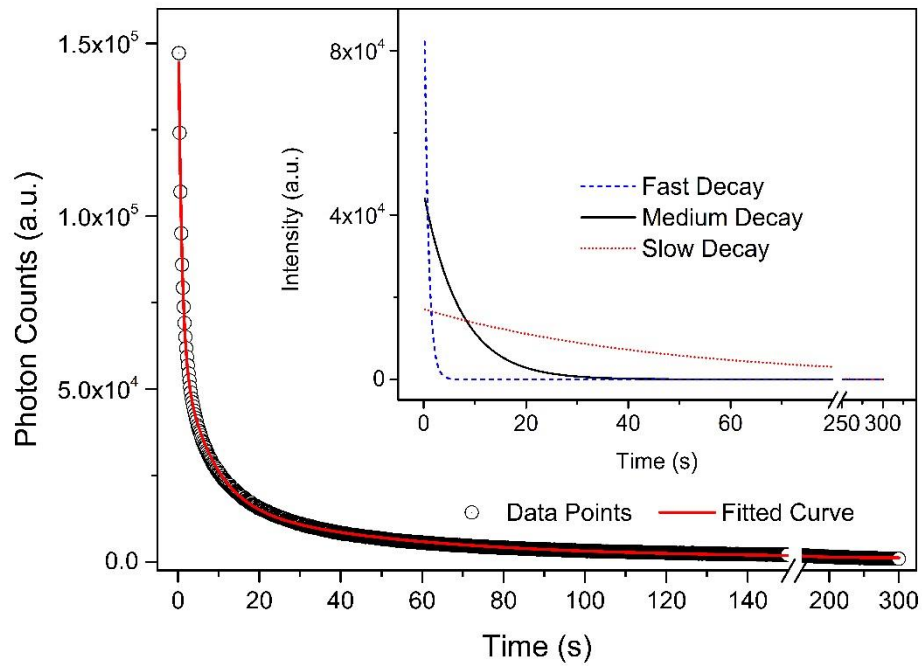 1.5x10⁵
1.0x10⁵
5.0x10⁴
0.0
Photon Counts (a.u.)
0 20 40 60 80 100 120 140 200 300
Time (s)
8x10⁴
4x10⁴
0
Intensity (a.u.)
Fast Decay
Medium Decay
Slow Decay
0 20 40 60 250 300
Time (s)
Data Points Fitted Curve